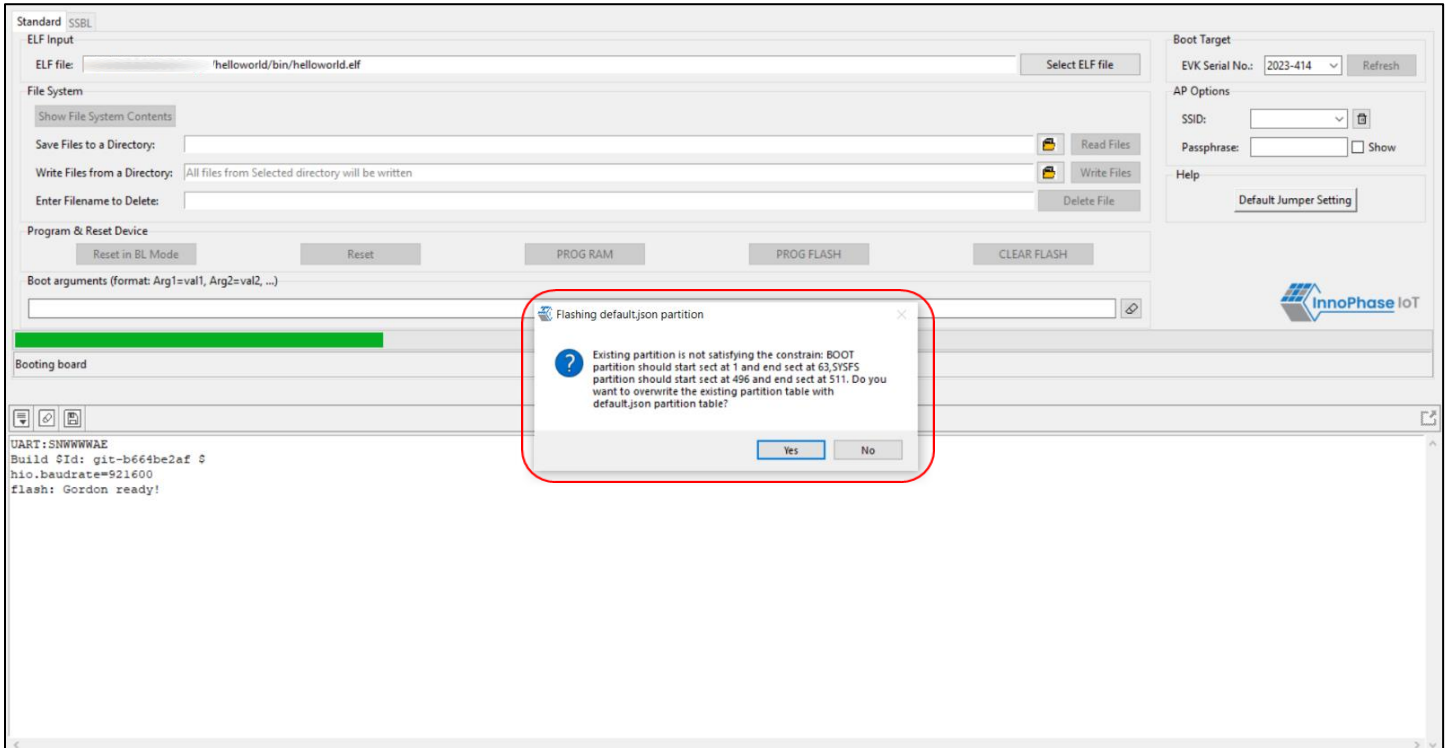 Standard SSBL
ELF Input
ELF file: /helloworld/bin/helloworld.elf Select ELF file
Boot Target
EVK Serial No.: 2023-414 Refresh
File System
Show File System Contents
Save Files to a Directory: Read Files
Write Files from a Directory: All files from Selected directory will be written Write Files
Enter Filename to Delete: Delete File
AP Options
SSID:
Passphrase: Show
Help
Default Jumper Setting
Program & Reset Device
Reset in BL Mode Reset PROG RAM PROG FLASH CLEAR FLASH
Boot arguments (format: Arg1=val1, Arg2=val2, ...)
InnoPhase IoT
Booting board
Flashing default.json partition
Existing partition is not satisfying the constrain: BOOT
partition should start sect at 1 and end sect at 63,SYSFS
partition should start sect at 496 and end sect at 511. Do you
want to overwrite the existing partition table with
default.json partition table?
Yes No
UART:SNWWWWAE
Build $Id: git-b664be2af $
hio.baudrate=921600
flash: Gordon ready!